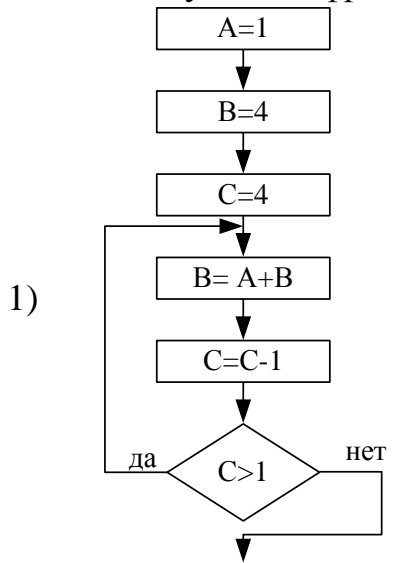 A=1
B=4
C=4
B= A+B
1)
C=C-1
да
C>1
нет